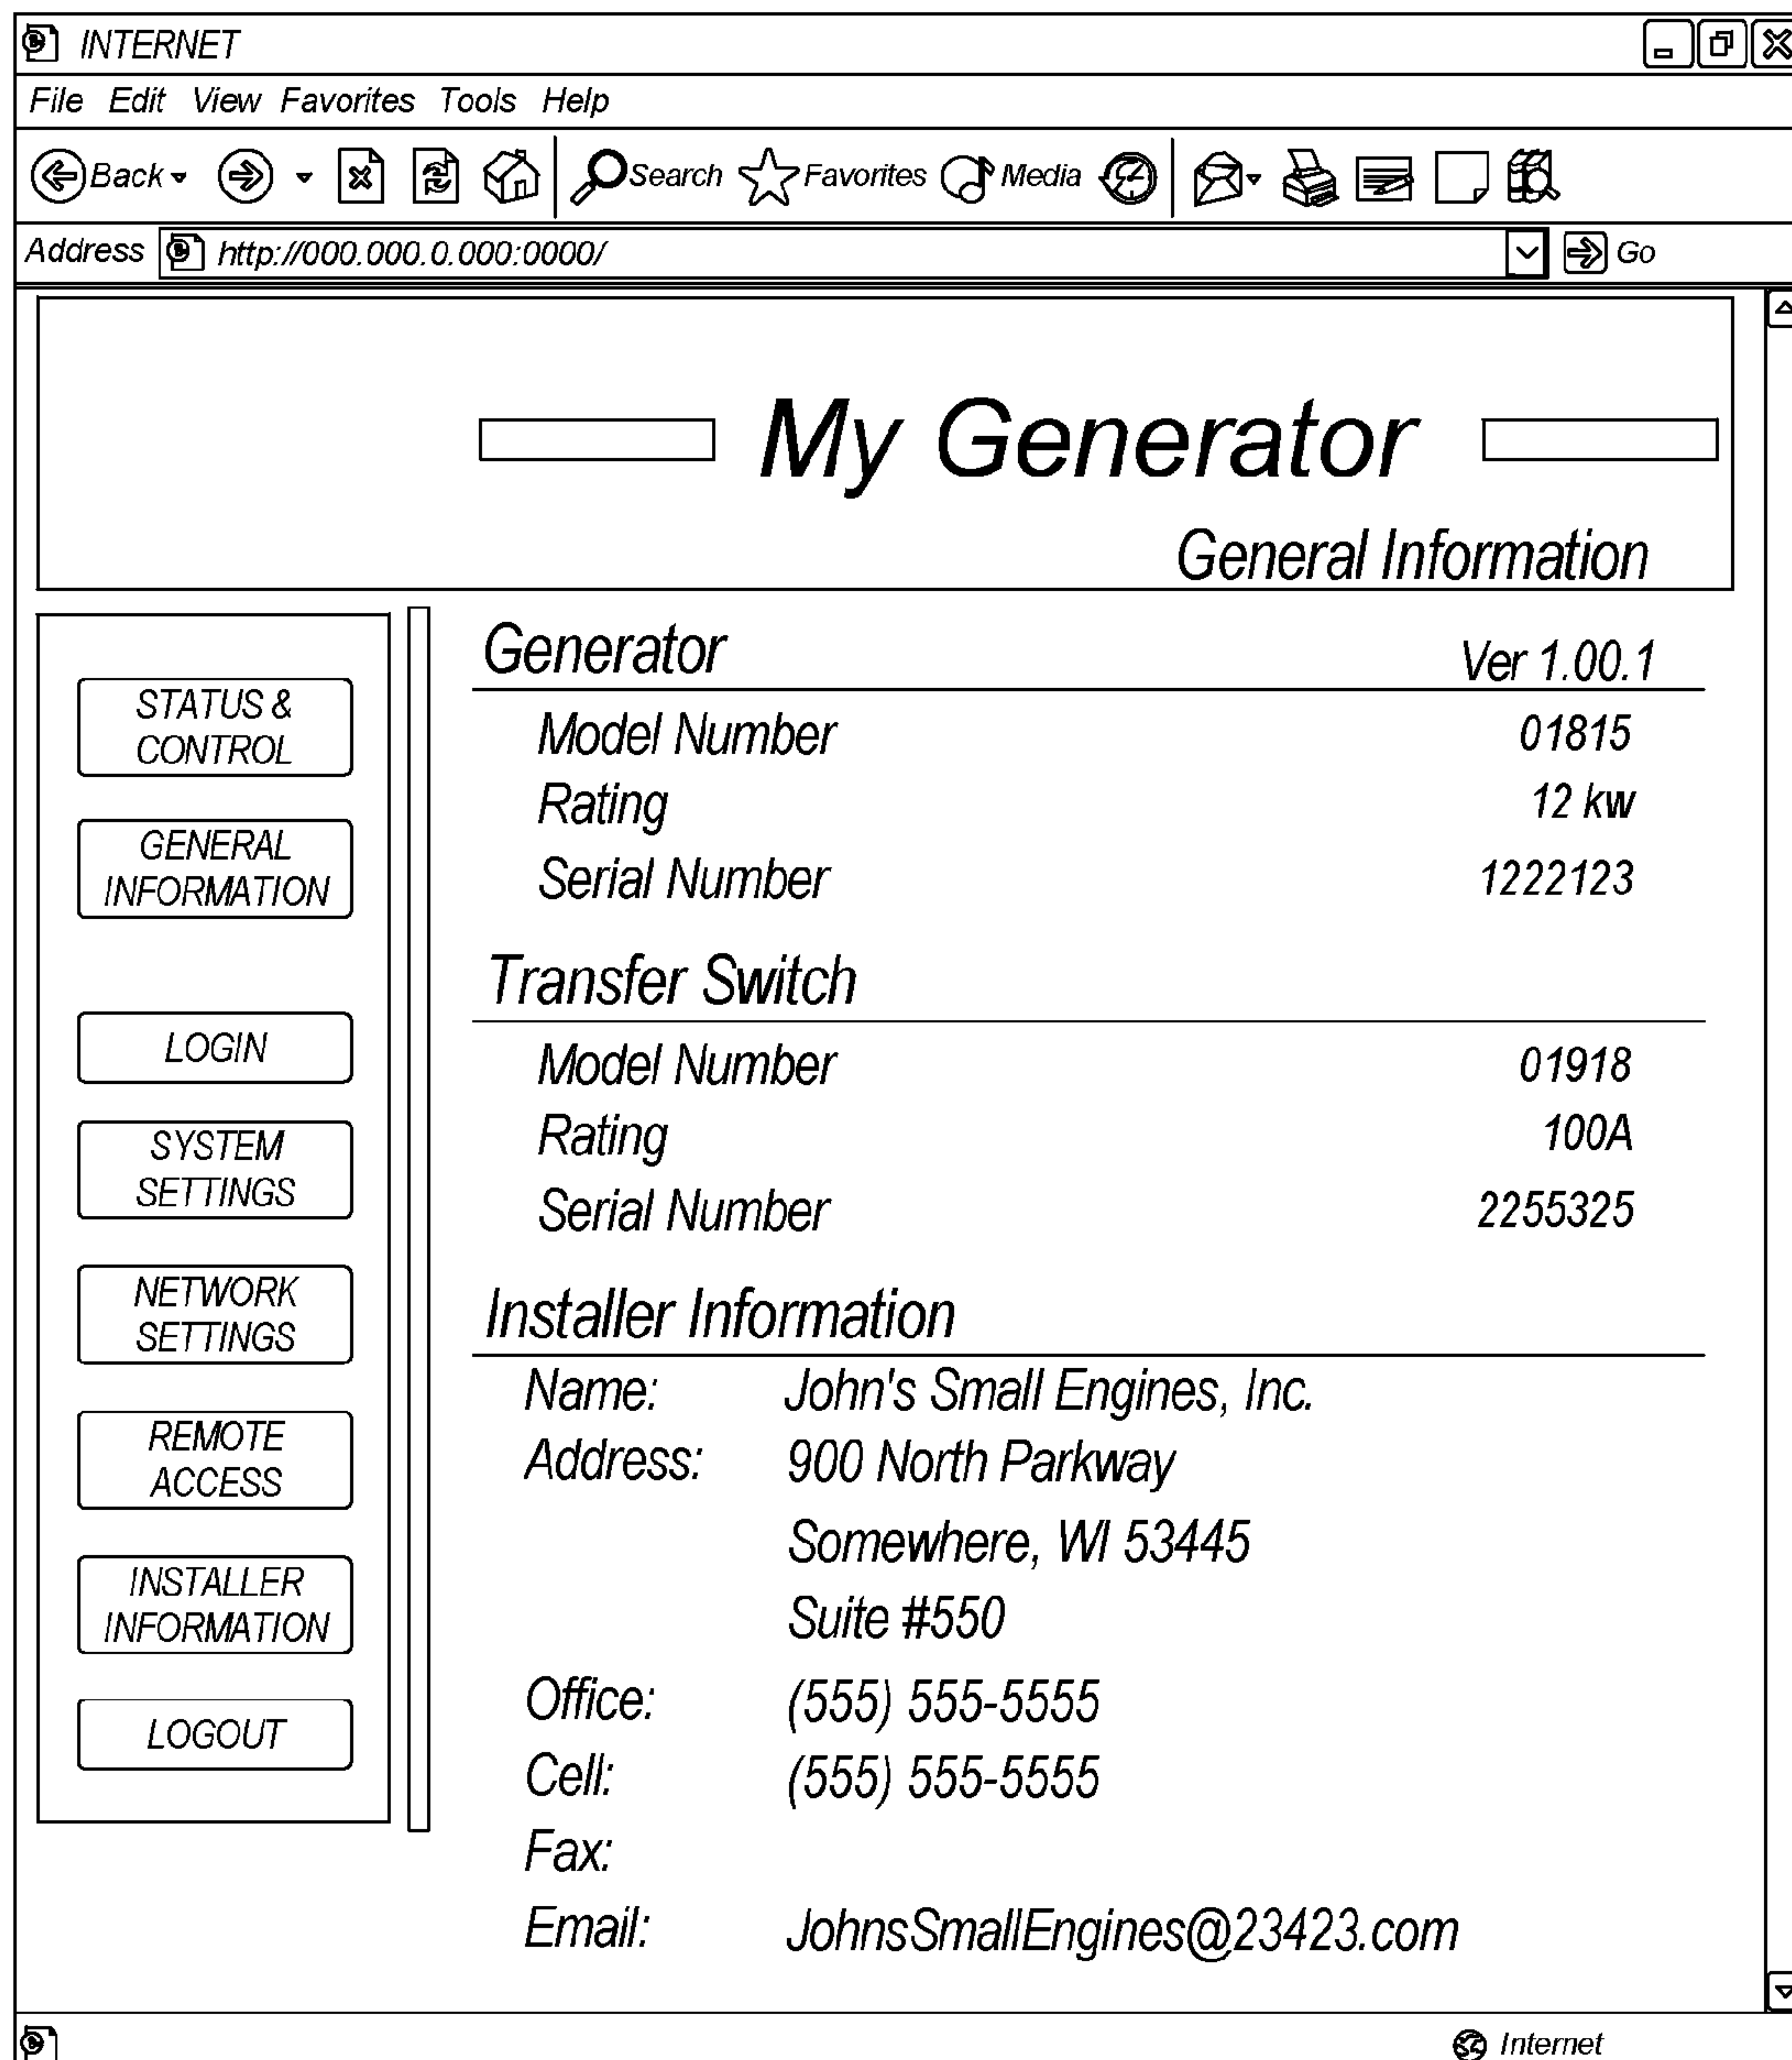 INTERNET
File Edit View Favorites Tools Help
Back Search Favorites Media
Address http://000.000.0.000:0000/ Go
My Generator
General Information
STATUS &
CONTROL
GENERAL
INFORMATION
LOGIN
SYSTEM
SETTINGS
NETWORK
SETTINGS
REMOTE
ACCESS
INSTALLER
INFORMATION
LOGOUT
Generator Ver 1.00.1
Model Number 01815
Rating 12 kw
Serial Number 1222123
Transfer Switch
Model Number 01918
Rating 100A
Serial Number 2255325
Installer Information
Name: John's Small Engines, Inc.
Address: 900 North Parkway
Somewhere, WI 53445
Suite #550
Office: (555) 555-5555
Cell: (555) 555-5555
Fax:
Email: JohnsSmallEngines@23423.com
Internet